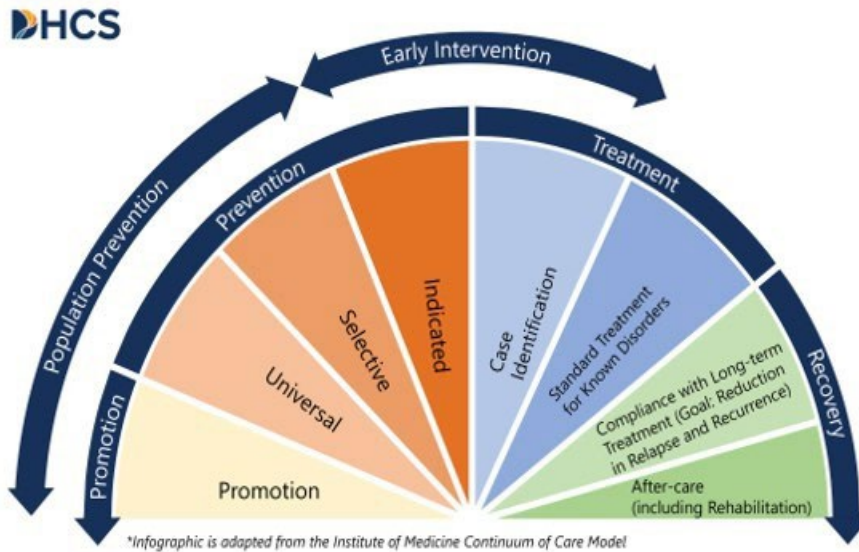 DHCS
Early Intervention
Population Prevention
Prevention
Treatment
Promotion
Recovery
Promotion
Universal
Selective
Indicated
Case
Identification
Standard Treatment
for Known Disorders
Compliance with Long-term
Treatment (Goal: Reduction
in Relapse and Recurrence)
After-care
(including Rehabilitation)
*Infographic is adapted from the Institute of Medicine Continuum of Care Model